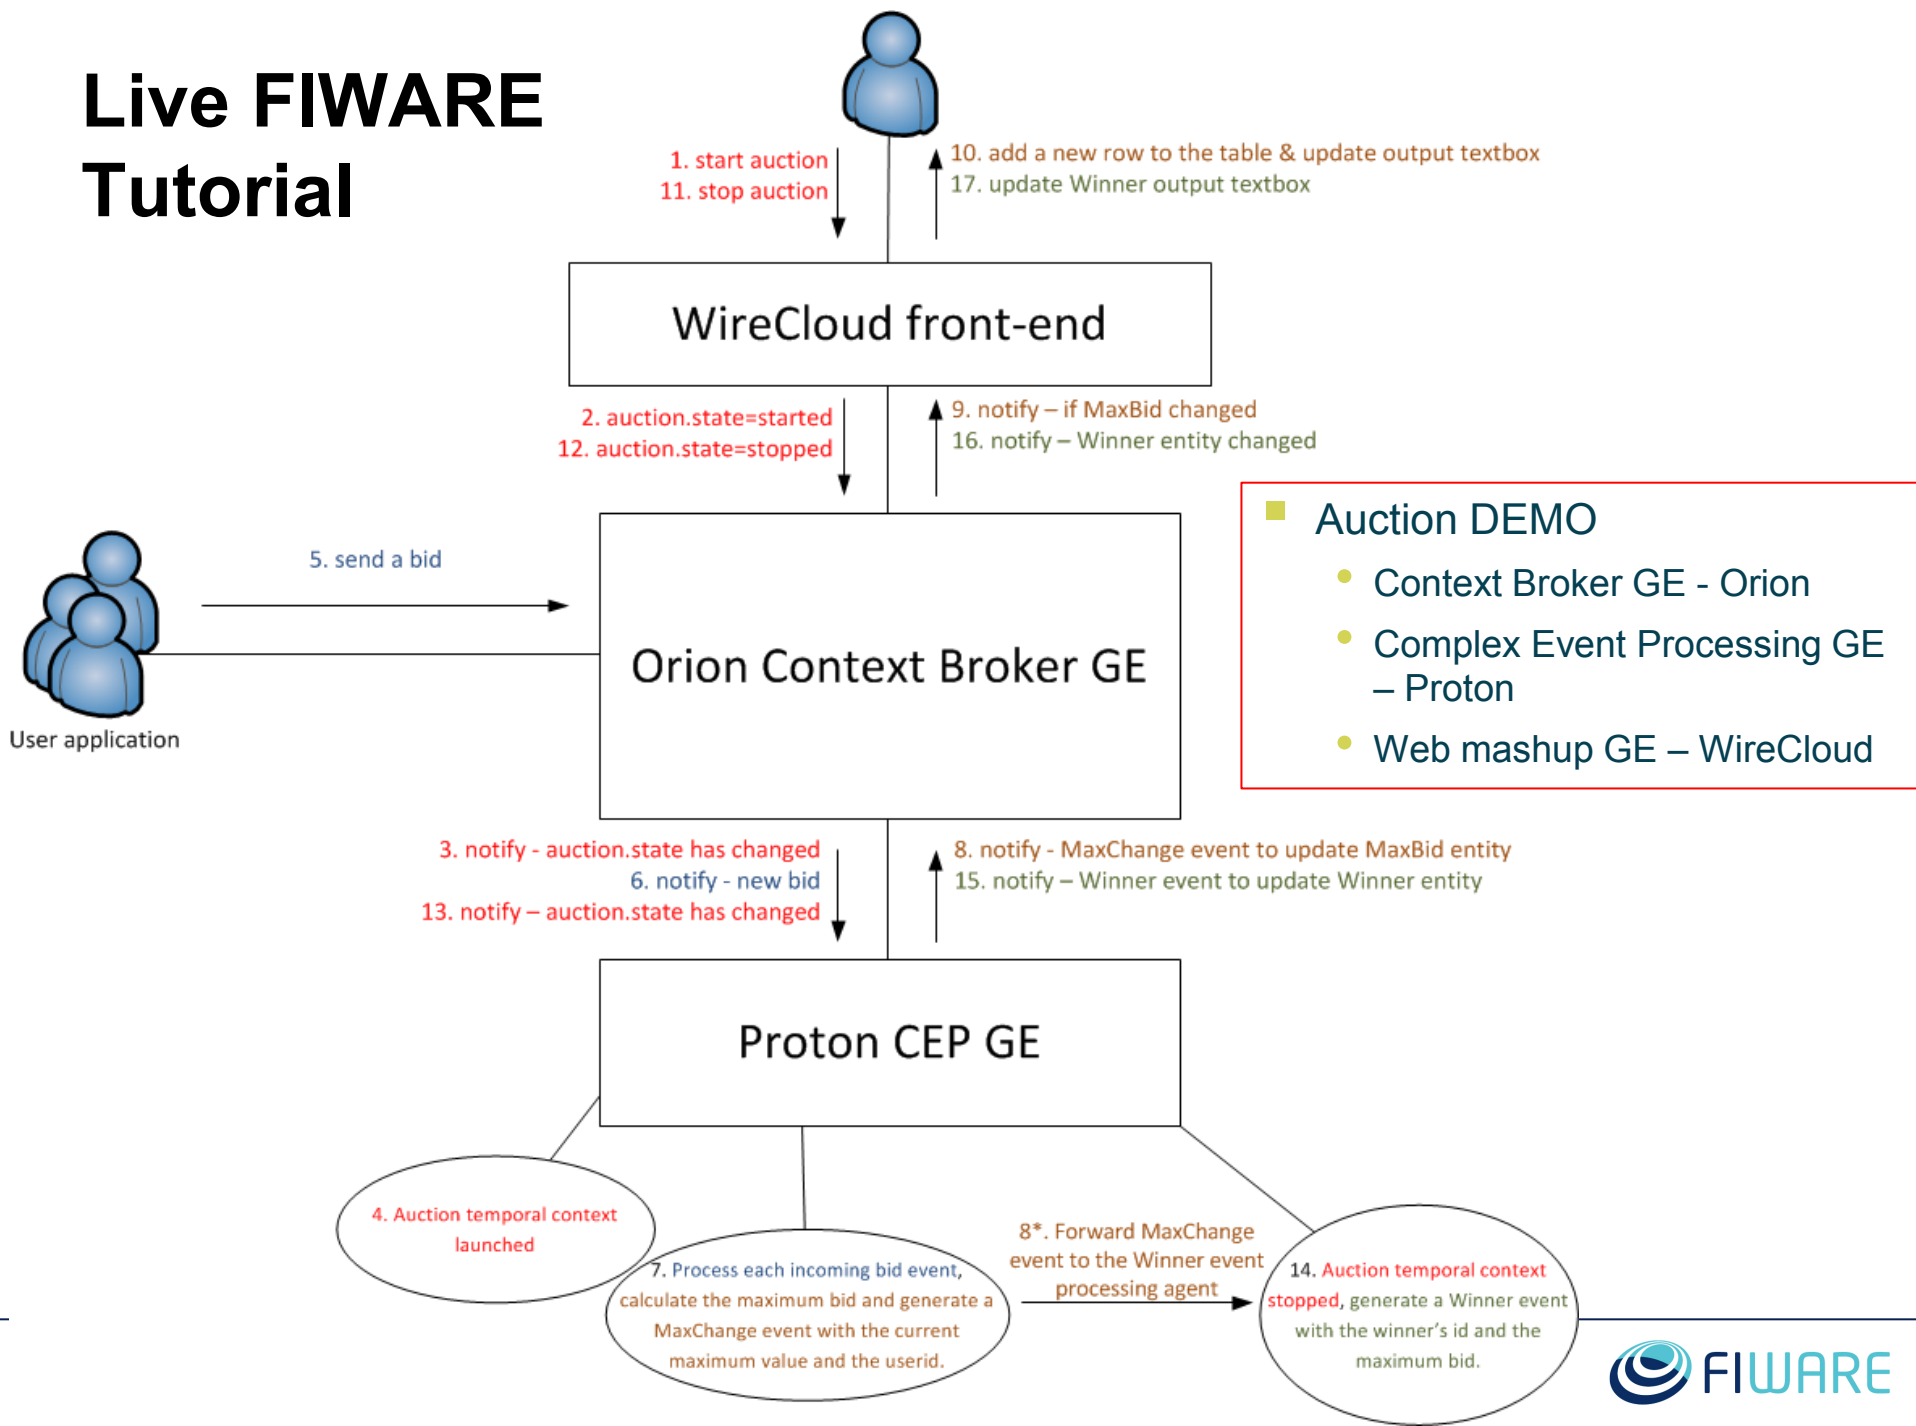 Live FIWARE
Tutorial
1. start auction
11. stop auction
10. add a new row to the table & update output textbox
17. update Winner output textbox
WireCloud front-end
2. auction.state=started
12. auction.state=stopped
9. notify – if MaxBid changed
16. notify – Winner entity changed
5. send a bid
User application
Orion Context Broker GE
Auction DEMO
Context Broker GE - Orion
Complex Event Processing GE
– Proton
Web mashup GE – WireCloud
3. notify - auction.state has changed
6. notify - new bid
13. notify – auction.state has changed
8. notify - MaxChange event to update MaxBid entity
15. notify – Winner event to update Winner entity
Proton CEP GE
4. Auction temporal context
launched
7. Process each incoming bid event,
calculate the maximum bid and generate a
MaxChange event with the current
maximum value and the userid.
8*. Forward MaxChange
event to the Winner event
processing agent
14. Auction temporal context
stopped, generate a Winner event
with the winner's id and the
maximum bid.
FIWARE